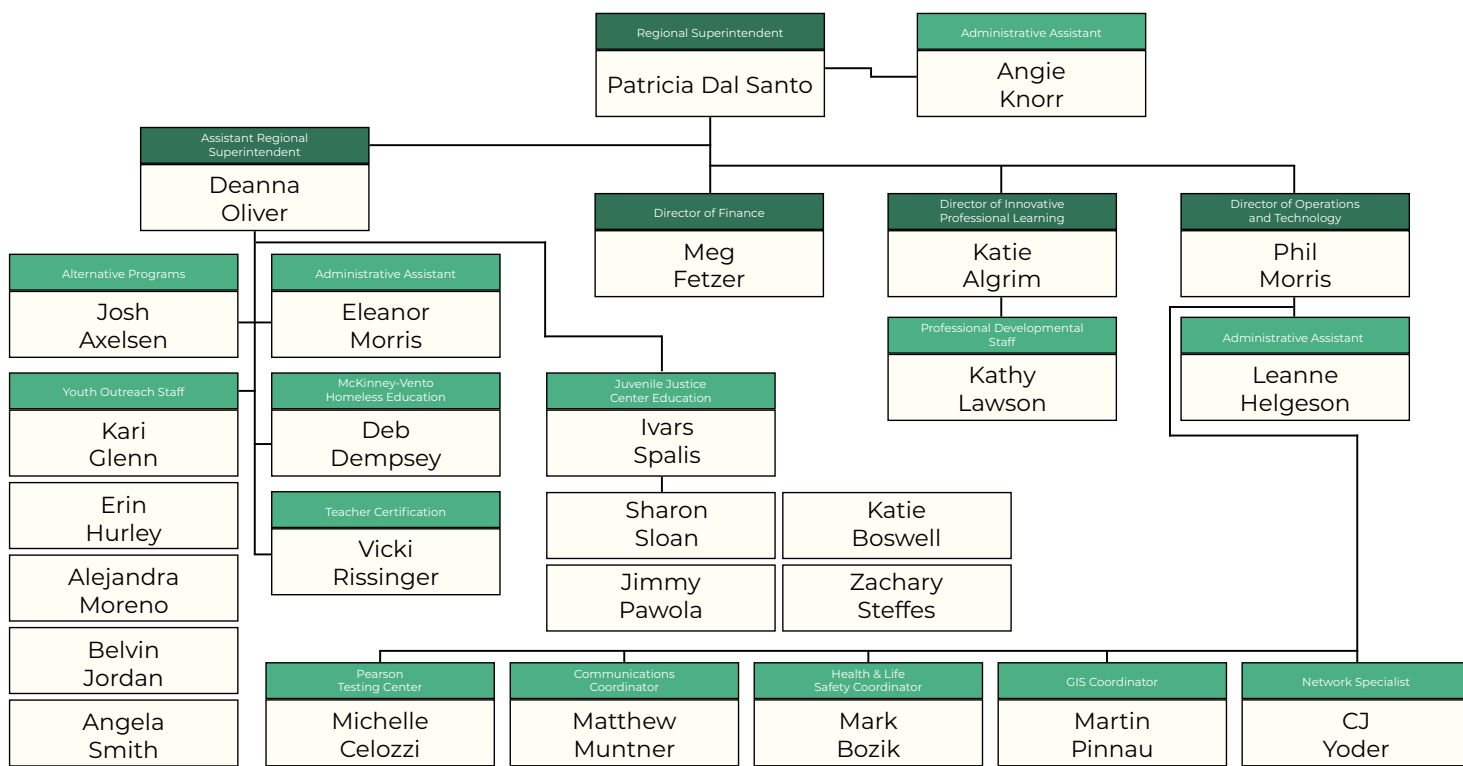 Regional Superintendent
Patricia Dal Santo
Administrative Assistant
Angie
Knorr
Assistant Regional
Superintendent
Deanna
Oliver
Director of Finance
Meg
Fetzer
Director of Innovative
Professional Learning
Katie
Algrim
Director of Operations
and Technology
Phil
Morris
Alternative Programs
Josh
Axelsen
Administrative Assistant
Eleanor
Morris
Professional Developmental
Staff
Kathy
Lawson
Administrative Assistant
Leanne
Helgeson
Youth Outreach Staff
Kari
Glenn
McKinney-Vento
Homeless Education
Deb
Dempsey
Juvenile Justice
Center Education
Ivars
Spalis
Erin
Hurley
Teacher Certification
Vicki
Rissinger
Sharon
Sloan
Katie
Boswell
Alejandra
Moreno
Jimmy
Pawola
Zachary
Steffes
Belvin
Jordan
Angela
Smith
Pearson
Testing Center
Michelle
Celozzi
Communications
Coordinator
Matthew
Muntner
Health & Life
Safety Coordinator
Mark
Bozik
GIS Coordinator
Martin
Pinnau
Network Specialist
CJ
Yoder